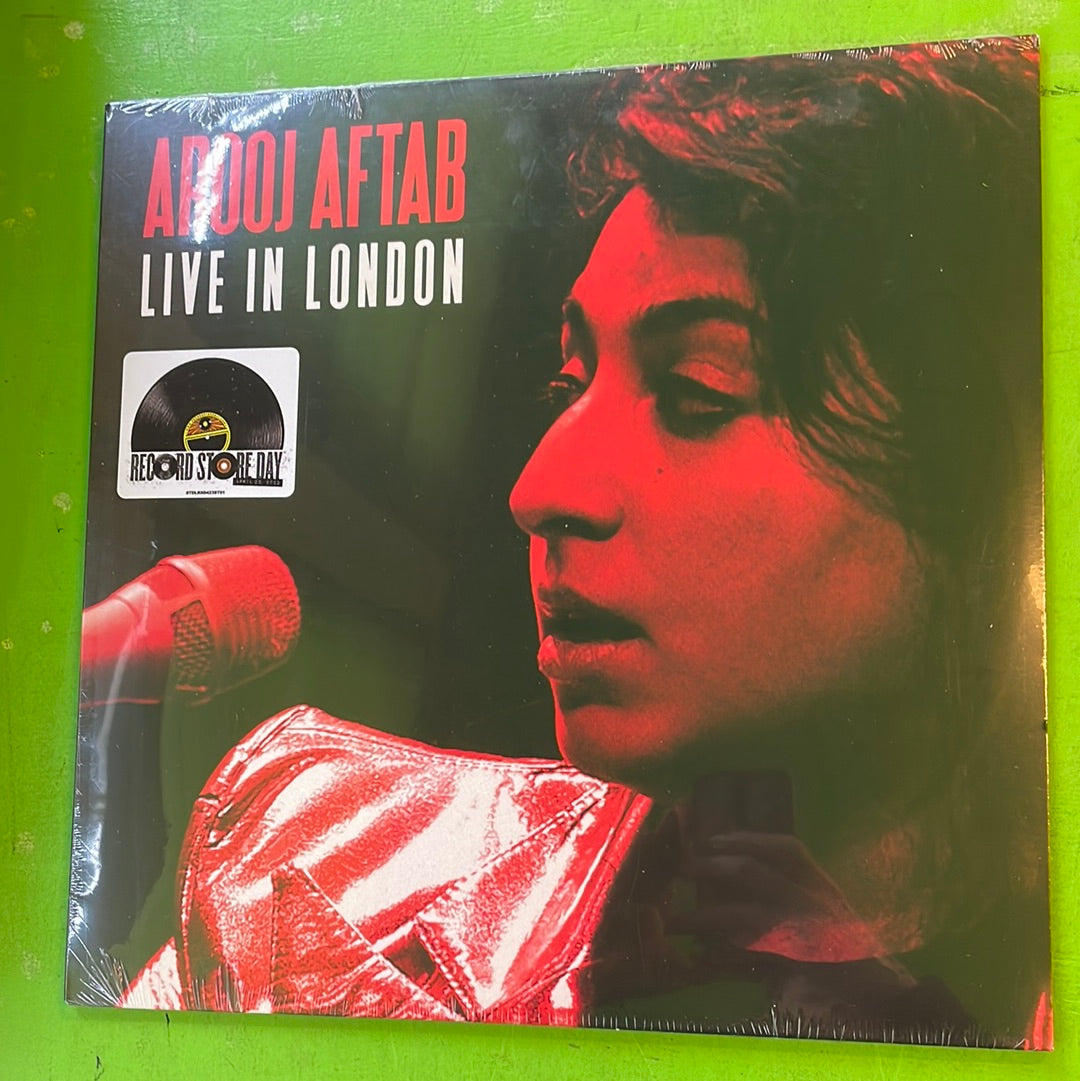 AROOJ AFTAB
LIVE IN LONDON
RECORD STORE DAY